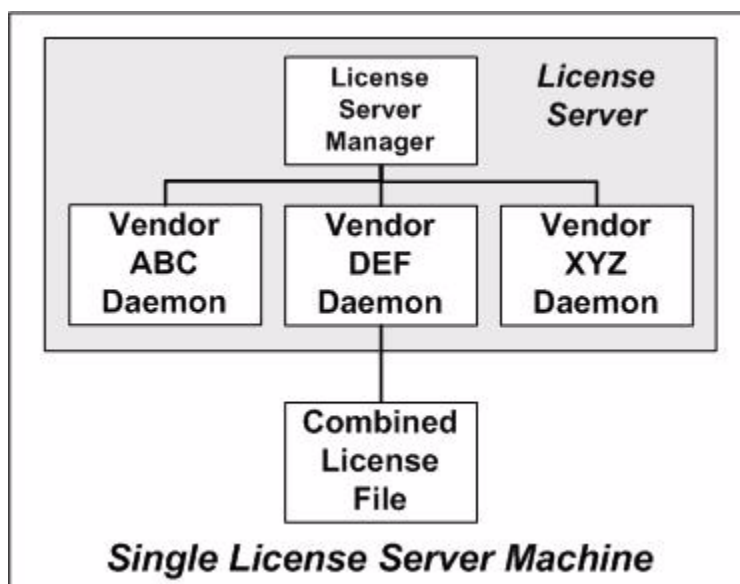 License
Server
Manager
License
Server
Vendor
ABC
Daemon
Vendor
DEF
Daemon
Vendor
XYZ
Daemon
Combined
License
File
Single License Server Machine